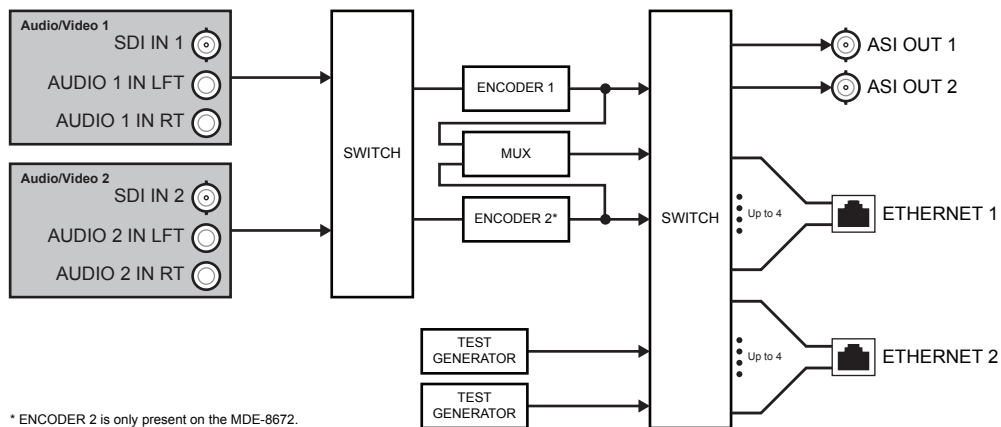 Audio/Video 1
SDI IN 1
AUDIO 1 IN LFT
AUDIO 1 IN RT
Audio/Video 2
SDI IN 2
AUDIO 2 IN LFT
AUDIO 2 IN RT
SWITCH
ENCODER 1
MUX
ENCODER 2*
TEST
GENERATOR
TEST
GENERATOR
SWITCH
ASI OUT 1
ASI OUT 2
Up to 4
ETHERNET 1
Up to 4
ETHERNET 2
* ENCODER 2 is only present on the MDE-8672.